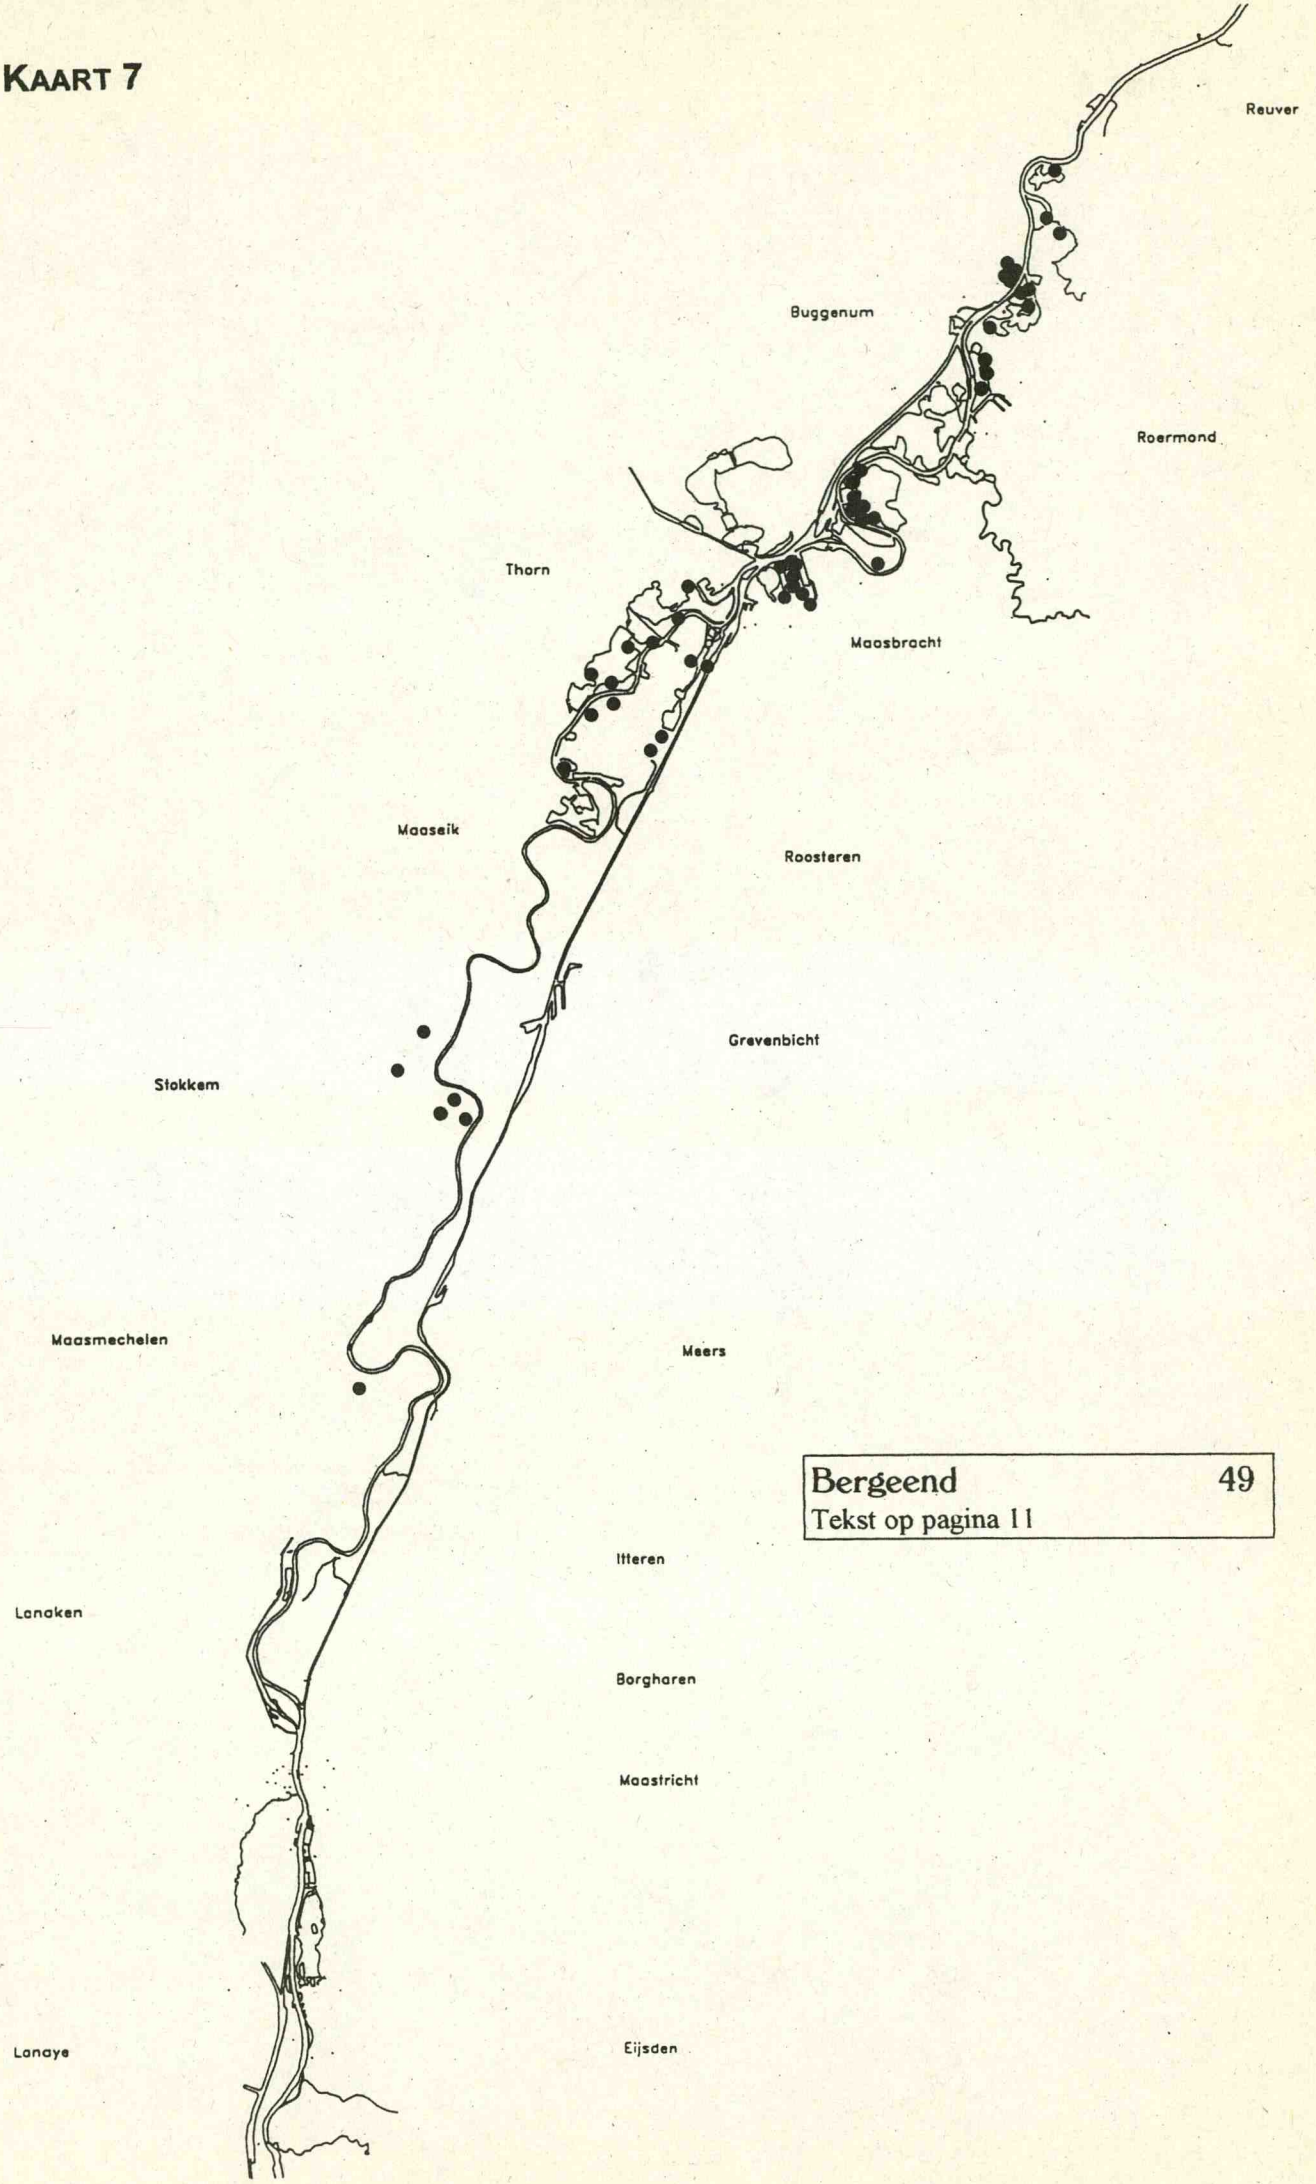 KAART 7
Reuver
Buggenum
Roermond
Thorn
Maasbracht
Maaseik
Roosteren
Grevenbicht
Stokkem
Maasmechelen
Meers
Bergeend 49
Tekst op pagina 11
Itteren
Lanaken
Borgharen
Maastricht
Lanaye
Eijsden